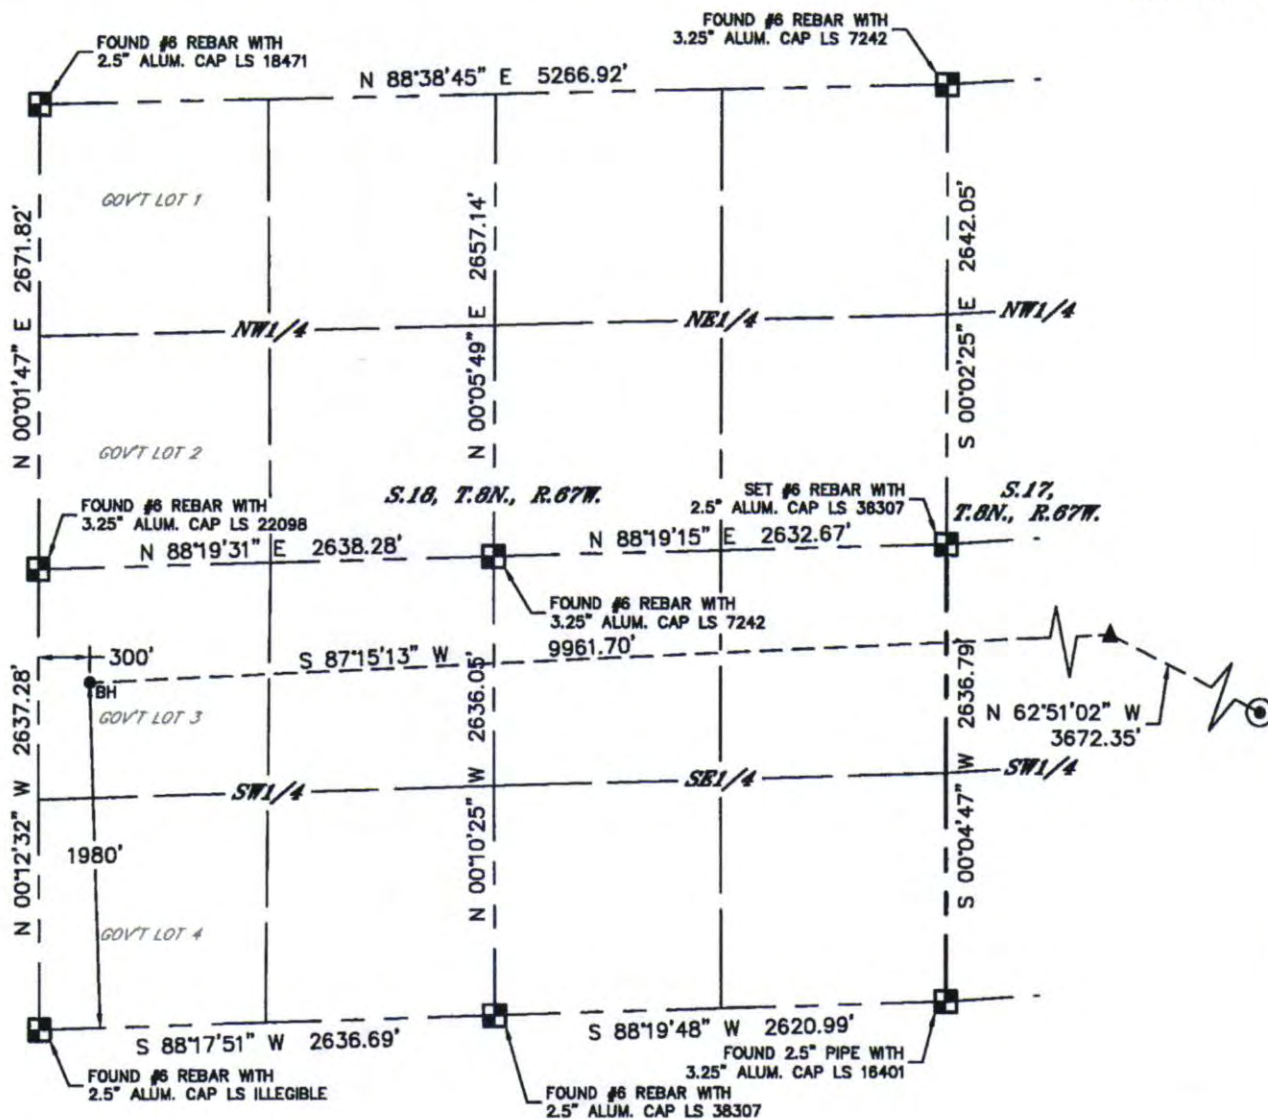 FOUND #6 REBAR WITH
2.5" ALUM. CAP LS 18471
FOUND #6 REBAR WITH
3.25" ALUM. CAP LS 7242
N 88°38'45" E 5266.92'
GOV'T LOT 1
N 00°01'47" E 2671.82'
N 00°05'49" E 2657.14'
S 00°02'25" E 2642.05'
NW1/4
NE1/4
NW1/4
GOV'T LOT 2
S.18, T.8N., R.67W.
S.17,
T.8N., R.67W.
FOUND #6 REBAR WITH
3.25" ALUM. CAP LS 22098
SET #6 REBAR WITH
2.5" ALUM. CAP LS 38307
N 88°19'31" E 2638.28'
N 88°19'15" E 2632.67'
FOUND #6 REBAR WITH
3.25" ALUM. CAP LS 7242
300'
S 87°15'13" W 9961.70'
BH
GOV'T LOT 3
N 62°51'02" W
3672.35'
N 00°12'32" W 2637.28'
N 00°10'25" W 2636.05'
S 00°04'47" W 2636.79'
SW1/4
SE1/4
SW1/4
1980'
GOV'T LOT 4
S 88°17'51" W 2636.69'
S 88°19'48" W 2620.99'
FOUND 2.5" PIPE WITH
3.25" ALUM. CAP LS 16401
FOUND #6 REBAR WITH
2.5" ALUM. CAP LS ILLEGIBLE
FOUND #6 REBAR WITH
2.5" ALUM. CAP LS 38307